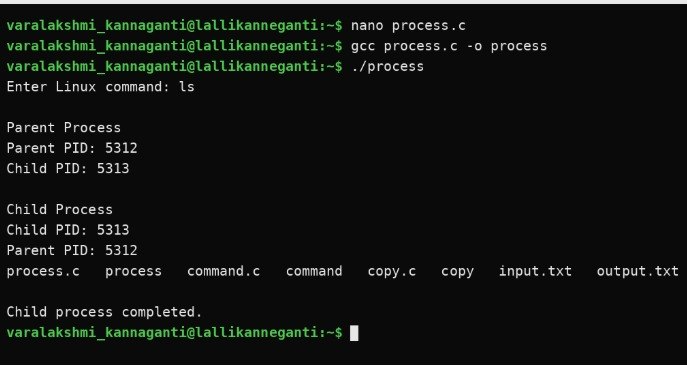 varalakshmi_kannaganti@lallikanneganti:~$ nano process.c
varalakshmi_kannaganti@lallikanneganti:~$ gcc process.c -o process
varalakshmi_kannaganti@lallikanneganti:~$ ./process
Enter Linux command: ls
Parent Process
Parent PID: 5312
Child PID: 5313
Child Process
Child PID: 5313
Parent PID: 5312
process.c process command.c command copy.c copy input.txt output.txt
Child process completed.
varalakshmi_kannaganti@lallikanneganti:~$